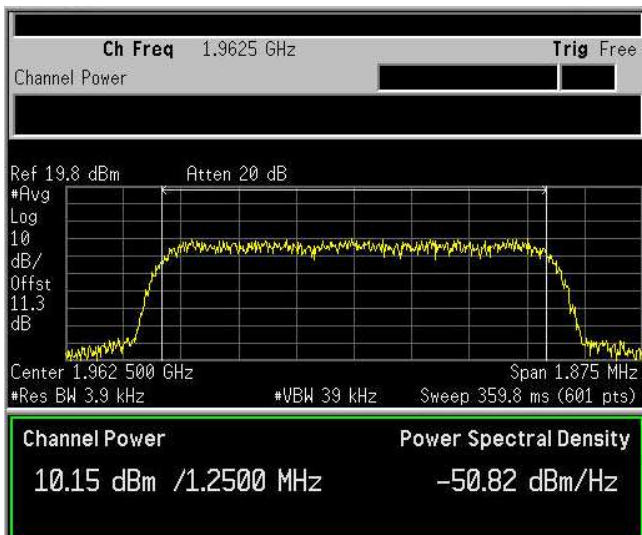 Ch Freq 1.9625 GHz Trig Free
Channel Power
Ref 19.8 dBm Atten 20 dB
#Avg
Log
10
dB/
Offst
11.3
dB
Center 1.962 500 GHz Span 1.875 MHz
#Res BW 3.9 kHz #VBW 39 kHz Sweep 359.8 ms (601 pts)
Channel Power Power Spectral Density
10.15 dBm /1.2500 MHz -50.82 dBm/Hz